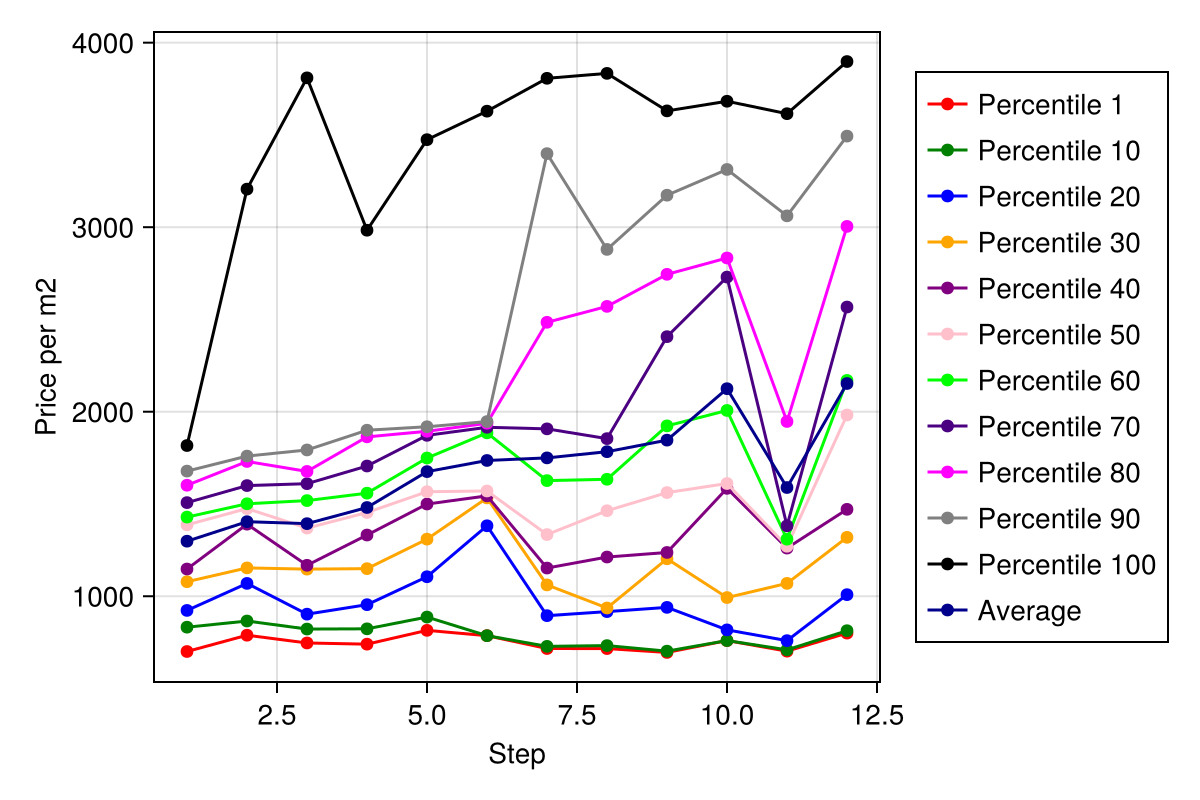 4000
3000
2000
1000
Price per m2
2.5
5.0
7.5
10.0
12.5
Step
Percentile 1
Percentile 10
Percentile 20
Percentile 30
Percentile 40
Percentile 50
Percentile 60
Percentile 70
Percentile 80
Percentile 90
Percentile 100
Average